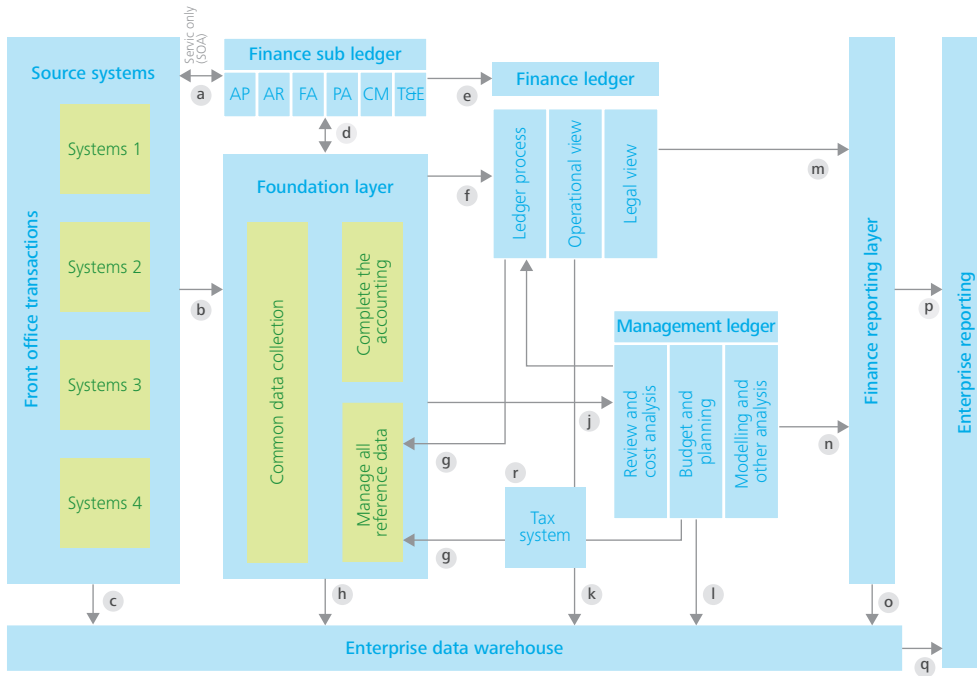 Servic only
(SOA)
a
Source systems
Front office transactions
Systems 1
Systems 2
Systems 3
Systems 4
Finance sub ledger
AP
AR
FA
PA
CM
T&E
e
d
Finance ledger
Ledger process
Operational view
Legal view
f
m
Foundation layer
Common data collection
Complete the
accounting
Manage all
reference data
b
j
g
g
r
Tax
system
Management ledger
Review and
cost analysis
Budget and
planning
Modelling and
other analysis
n
Finance reporting layer
p
Enterprise reporting
c
h
k
l
o
Enterprise data warehouse
q